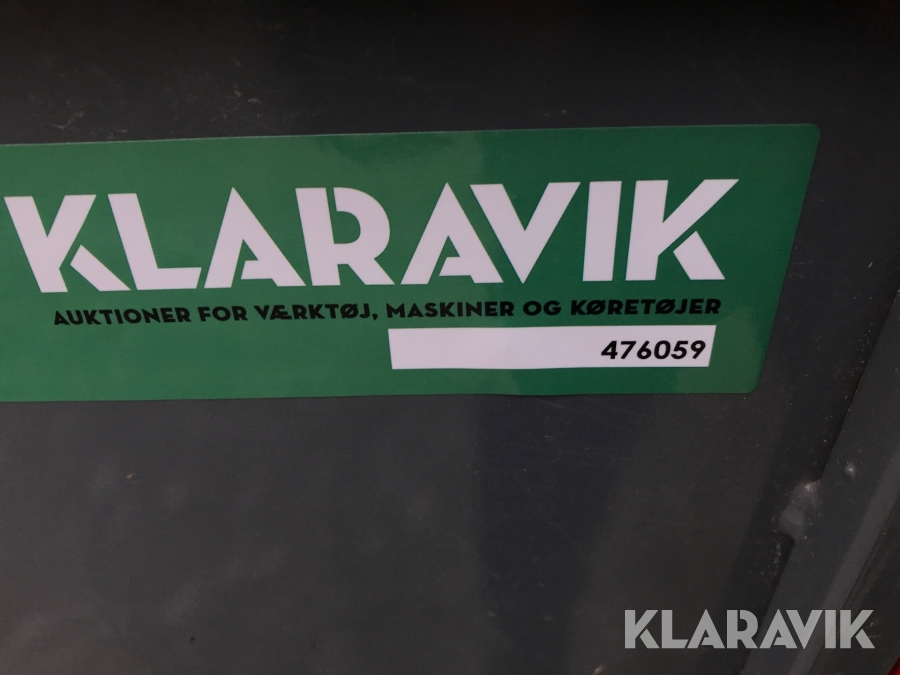 KLARAVIK
AUKTIONER FOR VÆRKTØJ, MASKINER OG KØRETØJER
476059
KLARAVIK